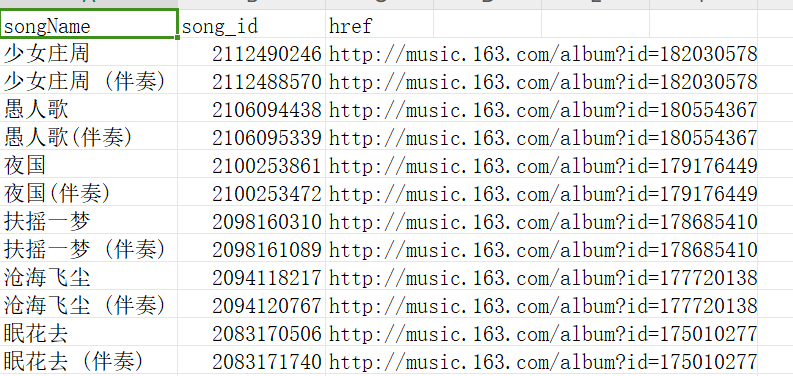 songName song_id href
少女庄周 2112490246 http://music.163.com/album?id=182030578
少女庄周 (伴奏) 2112488570 http://music.163.com/album?id=182030578
愚人歌 2106094438 http://music.163.com/album?id=180554367
愚人歌(伴奏) 2106095339 http://music.163.com/album?id=180554367
夜国 2100253861 http://music.163.com/album?id=179176449
夜国(伴奏) 2100253472 http://music.163.com/album?id=179176449
扶摇一梦 2098160310 http://music.163.com/album?id=178685410
扶摇一梦 (伴奏) 2098161089 http://music.163.com/album?id=178685410
沧海飞尘 2094118217 http://music.163.com/album?id=177720138
沧海飞尘 (伴奏) 2094120767 http://music.163.com/album?id=177720138
眠花去 2083170506 http://music.163.com/album?id=175010277
眠花去 (伴奏) 2083171740 http://music.163.com/album?id=175010277